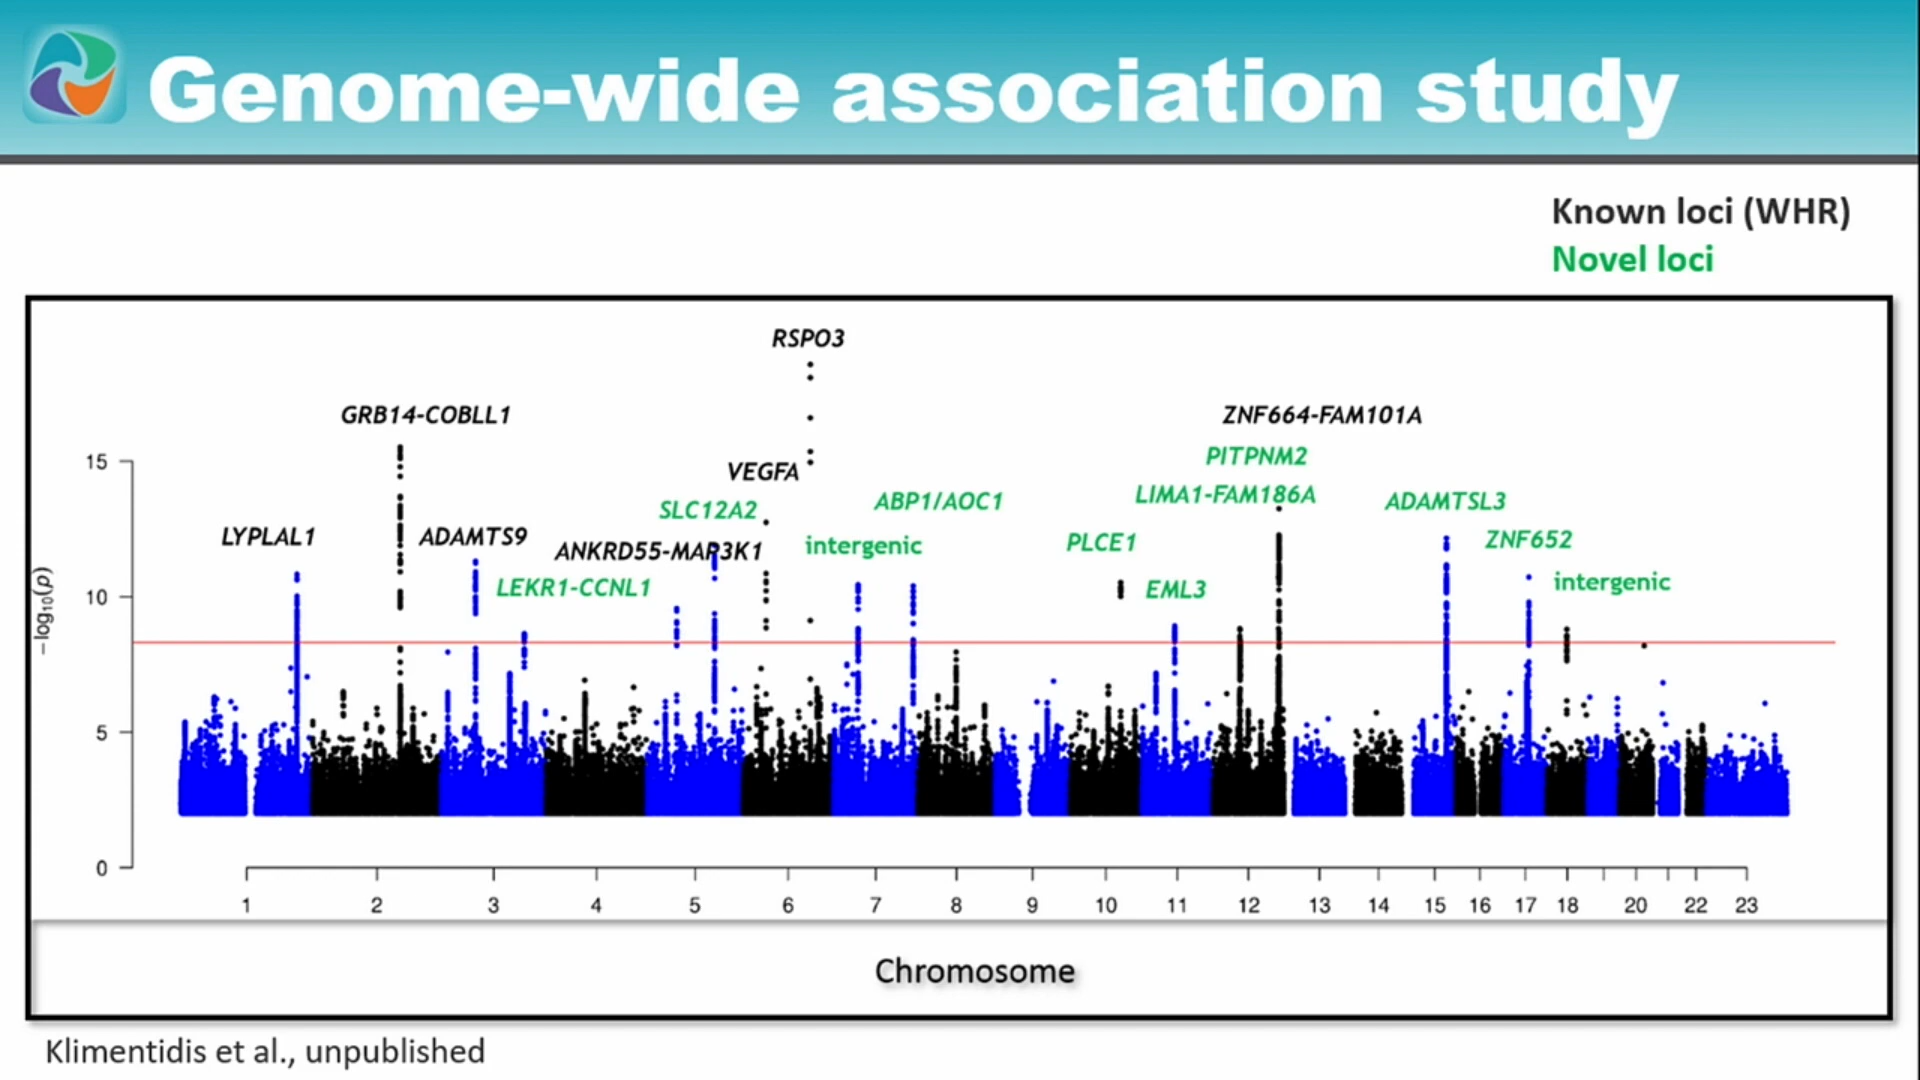 Genome-wide association study
Known loci (WHR)
Novel loci
RSPO3
GRB14-COBLL1
ZNF664-FAM101A
PITPNM2
VEGFA
LIMA1-FAM186A
SLC12A2
ABP1/AOC1
ADAMTSL3
LYPLAL1
ADAMTS9
ANKRD55-MAP3K1
intergenic
PLCE1
ZNF652
LEKR1-CCNL1
EML3
intergenic
15
10
5
0
−log10(p)
1 2 3 4 5 6 7 8 9 10 11 12 13 14 15 16 17 18 20 22 23
Chromosome
Klimentidis et al., unpublished